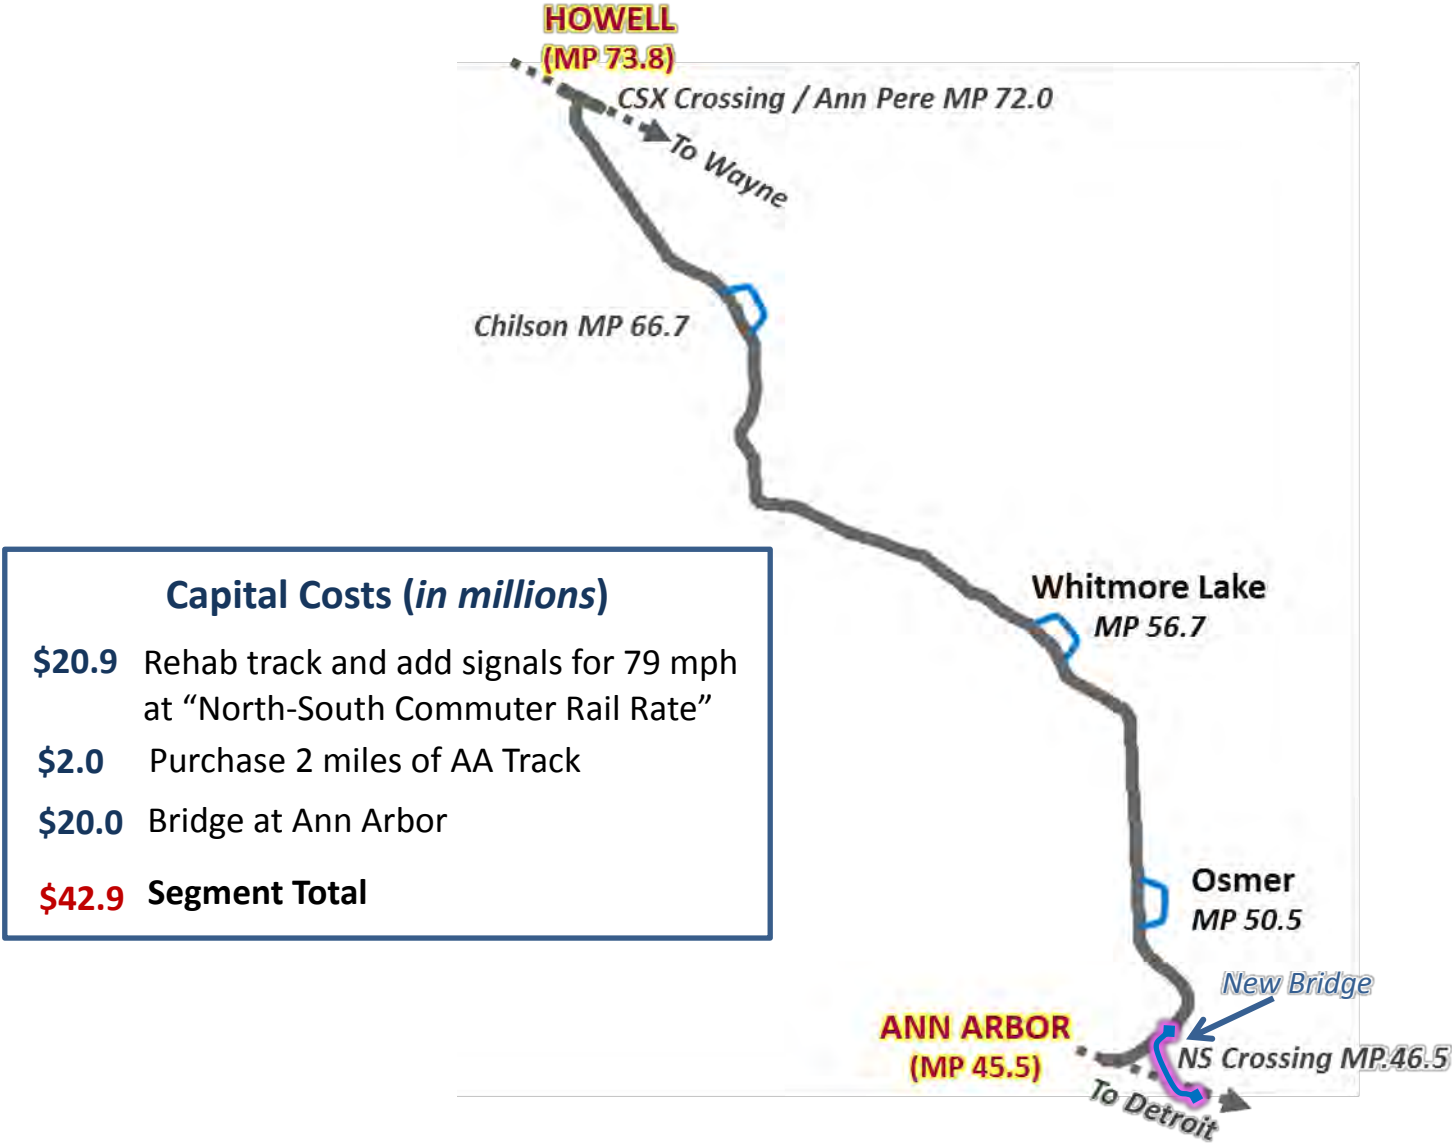 HOWELL
(MP 73.8)
CSX Crossing / Ann Pere MP 72.0
To Wayne
Chilson MP 66.7
Whitmore Lake
MP 56.7
Capital Costs (in millions)
$20.9 Rehab track and add signals for 79 mph
at “North-South Commuter Rail Rate”
$2.0 Purchase 2 miles of AA Track
$20.0 Bridge at Ann Arbor
$42.9 Segment Total
Osmer
MP 50.5
New Bridge
ANN ARBOR
(MP 45.5)
NS Crossing MP.46.5
To Detroit